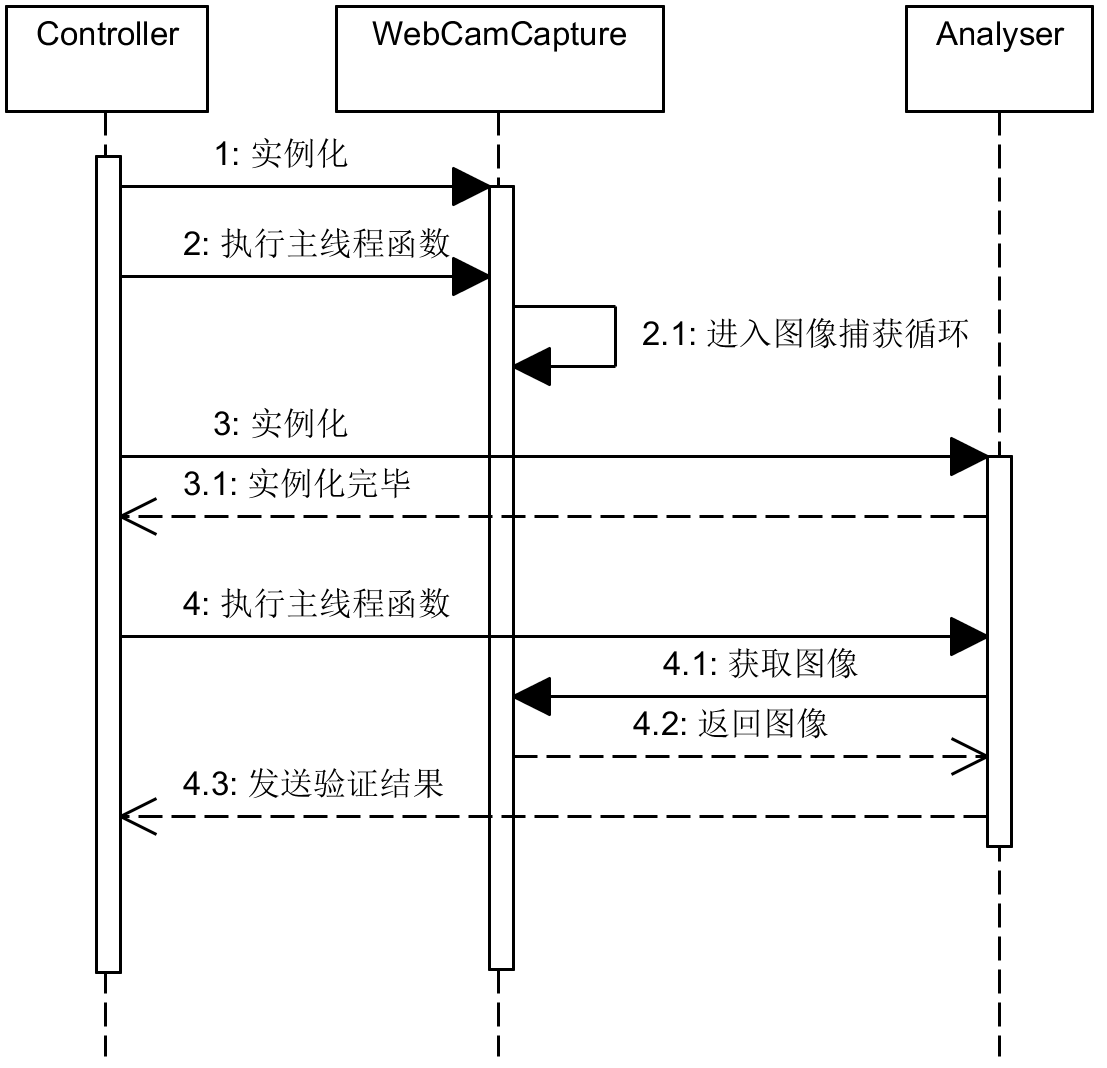 Controller
WebCamCapture
Analyser
1: 实例化
2: 执行主线程函数
2.1: 进入图像捕获循环
3: 实例化
3.1: 实例化完毕
4: 执行主线程函数
4.1: 获取图像
4.2: 返回图像
4.3: 发送验证结果